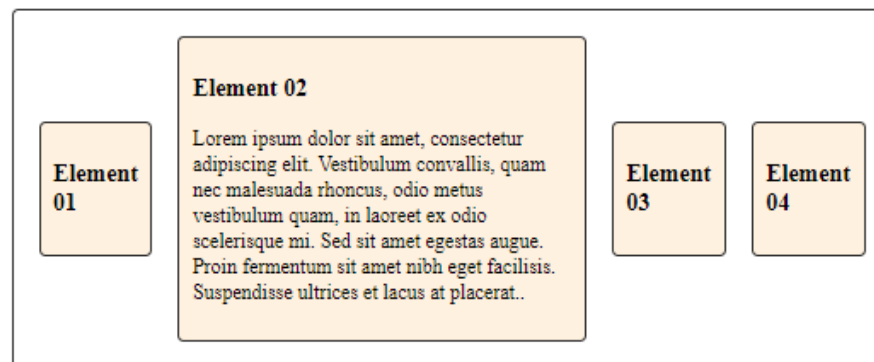 Element
01
Element 02
Lorem ipsum dolor sit amet, consectetur
adipiscing elit. Vestibulum convallis, quam
nec malesuada rhoncus, odio metus
vestibulum quam, in laoreet ex odio
scelerisque mi. Sed sit amet egestas augue.
Proin fermentum sit amet nibh eget facilisis.
Suspendisse ultrices et lacus at placerat..
Element
03
Element
04